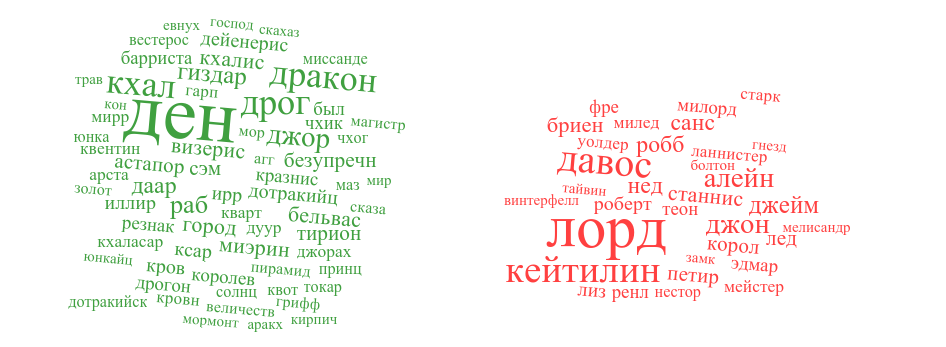 евнух господ скахаз
вестерос дейенерис
барриста кхалис миссанде
трав кхал гиздар гарп дракон
кон мирр ден дрог был
мор джор чхик магистр
юнка квентин визерис чхог
астапор сэм агг безупречн
арста золот даар ирр кразнис маз мир
иллир раб дотракийц сказа
кварт бельвас
резнак город дуур тирион
кхаласар ксар миэрин джорах
юнкайц кров королев пирамид принц
дрогон солнц квот токар
дотракийск кровн величеств грифф
мормонт аракх кирпич
старк
фре милорд
бриен милед санс
уолдер робб ланнистер гнезд
давос болтон алейн
тайвин нед станнис
винтерфелл роберт теон джейм
лорд джон мелисандр
корол лед
кейтилин замк эдмар
петир мейстер
лиз ренл нестор